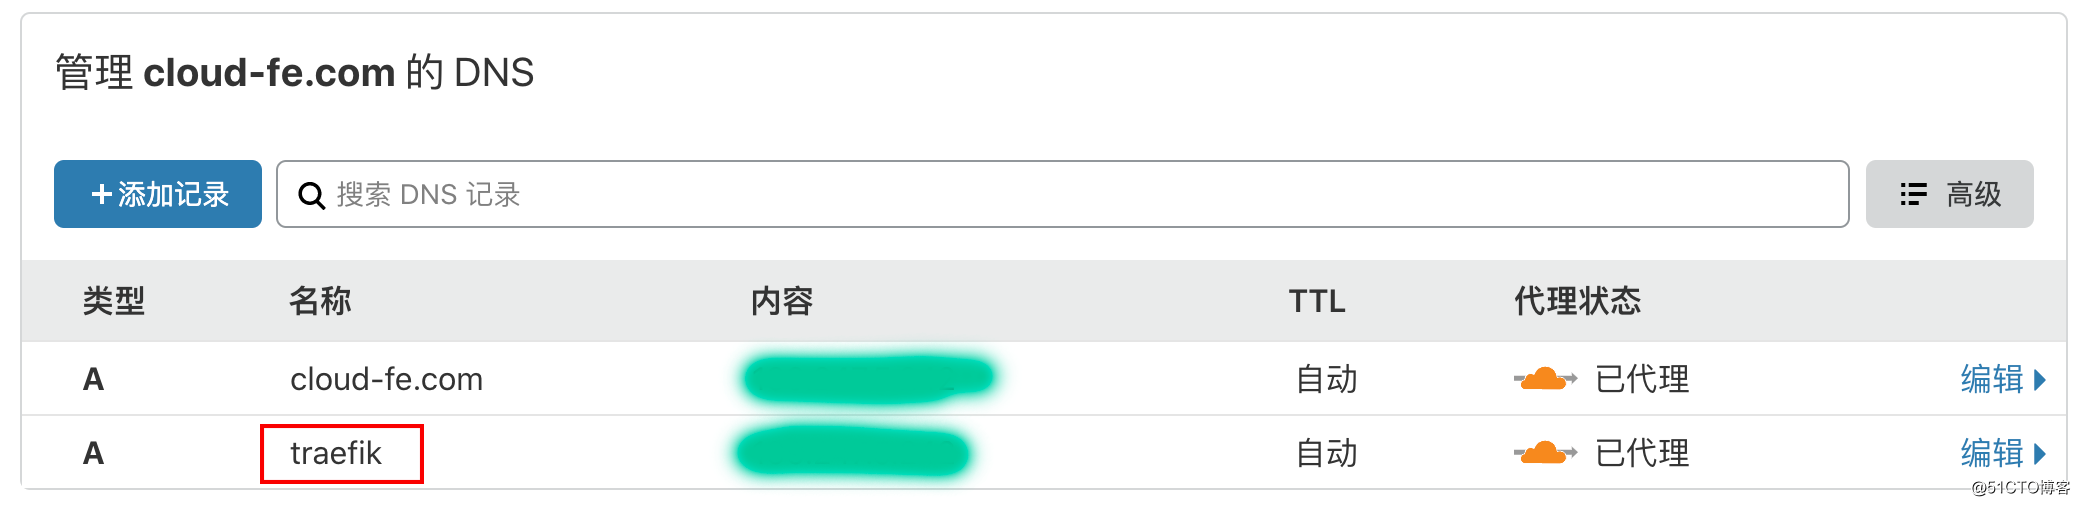 管理 cloud-fe.com 的 DNS
+添加记录 搜索 DNS 记录 高级
类型 名称 内容 TTL 代理状态
A cloud-fe.com 自动 已代理 编辑
A traefik 自动 已代理 编辑
@51CTO博客